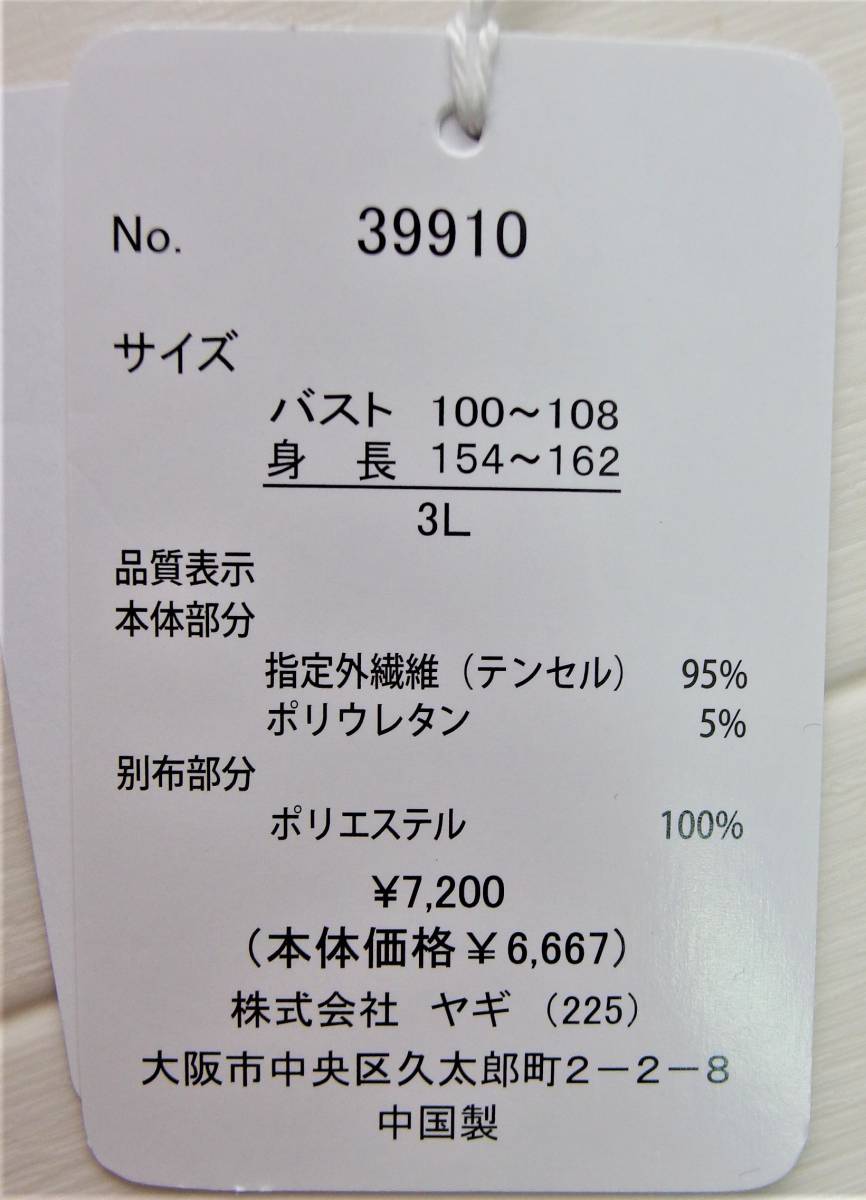 No. 39910
サイズ
バスト 100～108
身長 154～162
3L
品質表示
本体部分
指定外繊維（テンセル） 95%
ポリウレタン 5%
別布部分
ポリエステル 100%
¥7,200
（本体価格¥6,667）
株式会社 ヤギ（225）
大阪市中央区久太郎町2－2－8
中国製